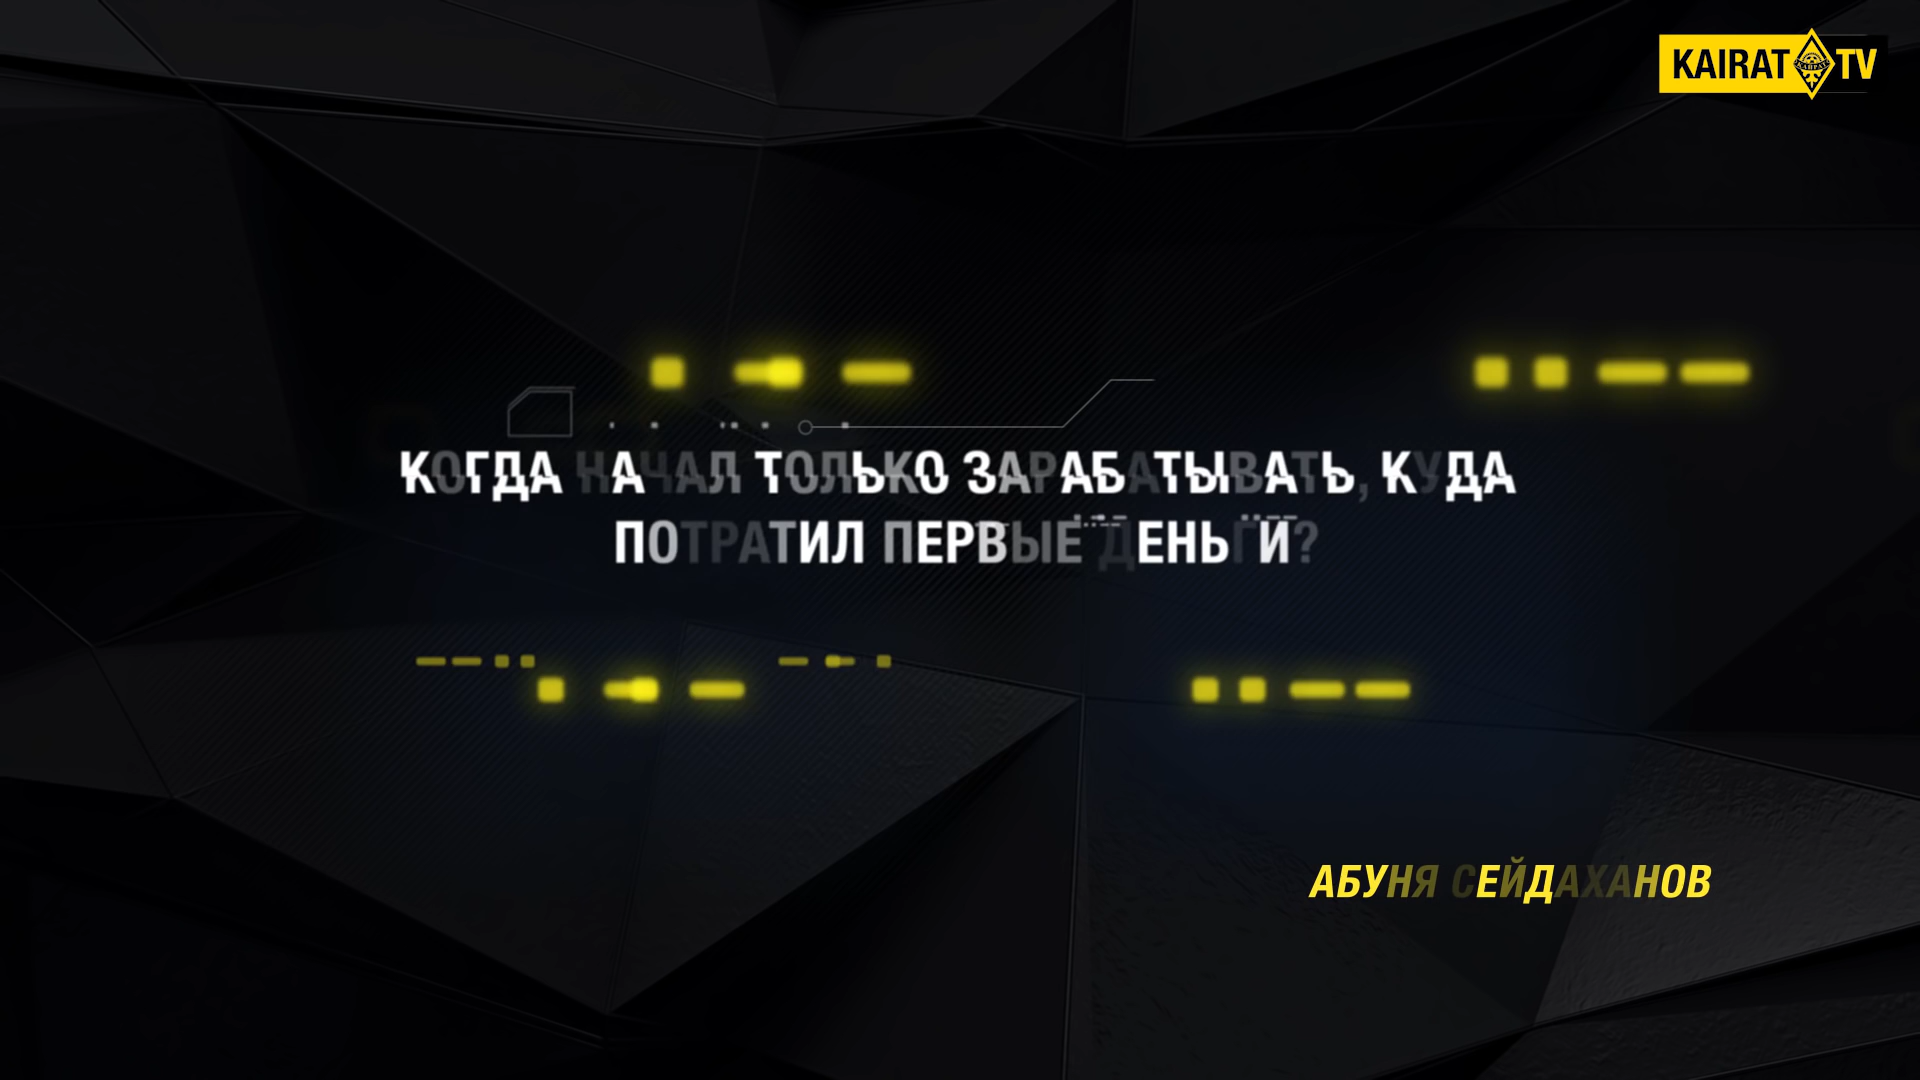 KAIRAT TV
КОГДА НАЧАЛ ТОЛЬКО ЗАРАБАТЫВАТЬ, КУДА
ПОТРАТИЛ ПЕРВЫЕ ДЕНЬГИ?
АБУНЯ СЕЙДАХАНОВ